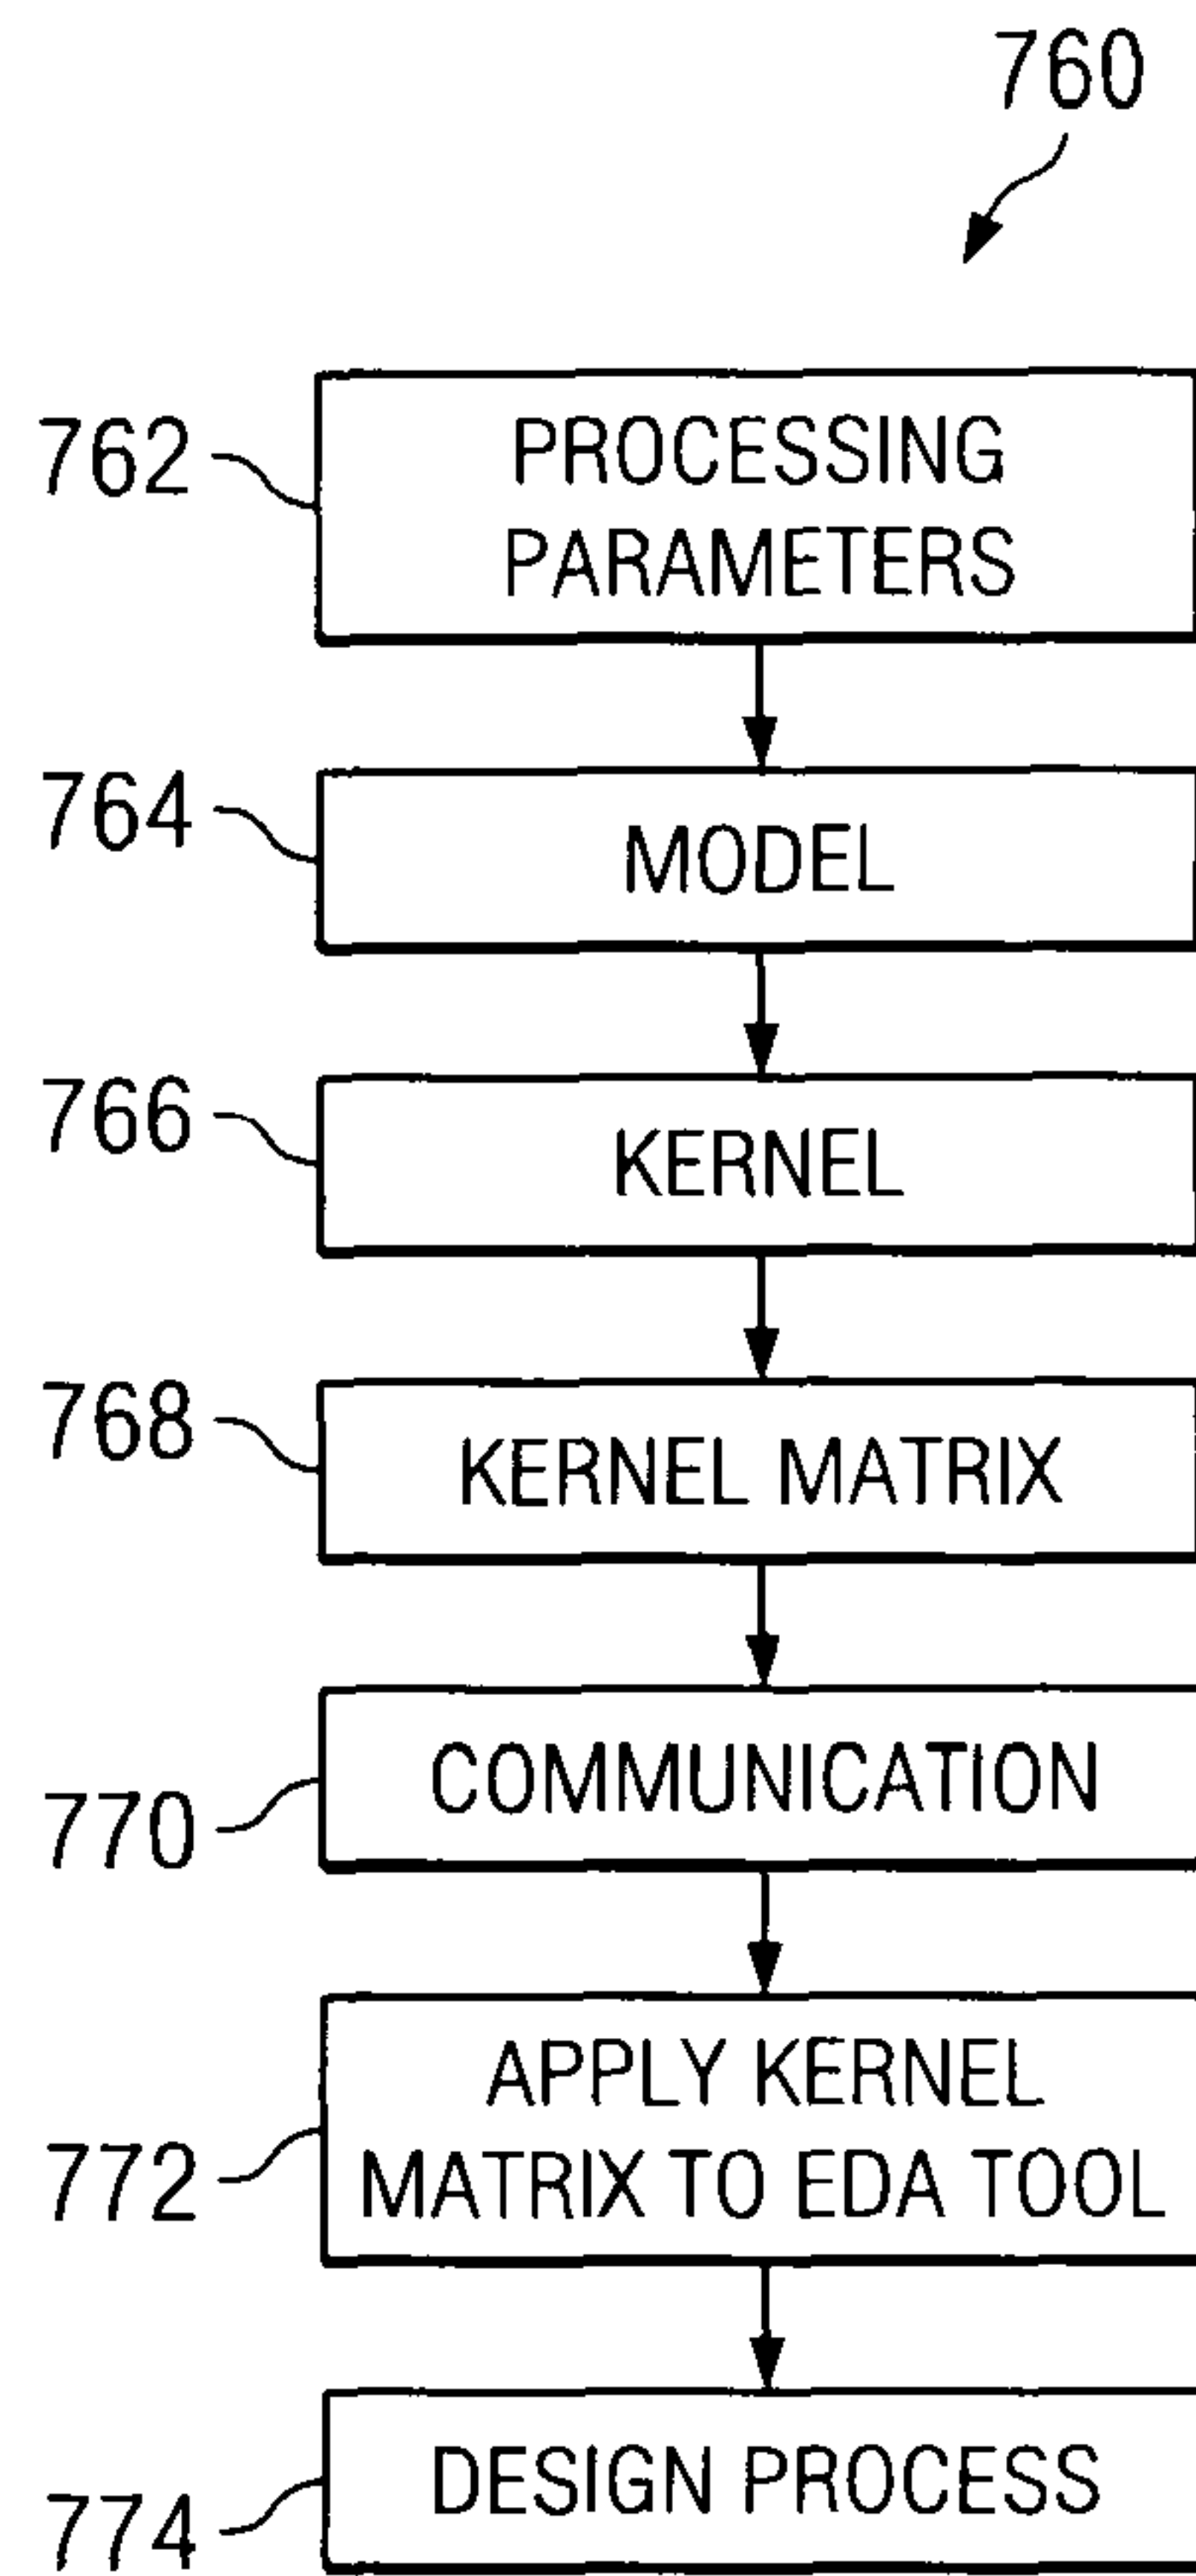 760
762
PROCESSING
PARAMETERS
764
MODEL
766
KERNEL
768
KERNEL MATRIX
770
COMMUNICATION
772
APPLY KERNEL
MATRIX TO EDA TOOL
774
DESIGN PROCESS